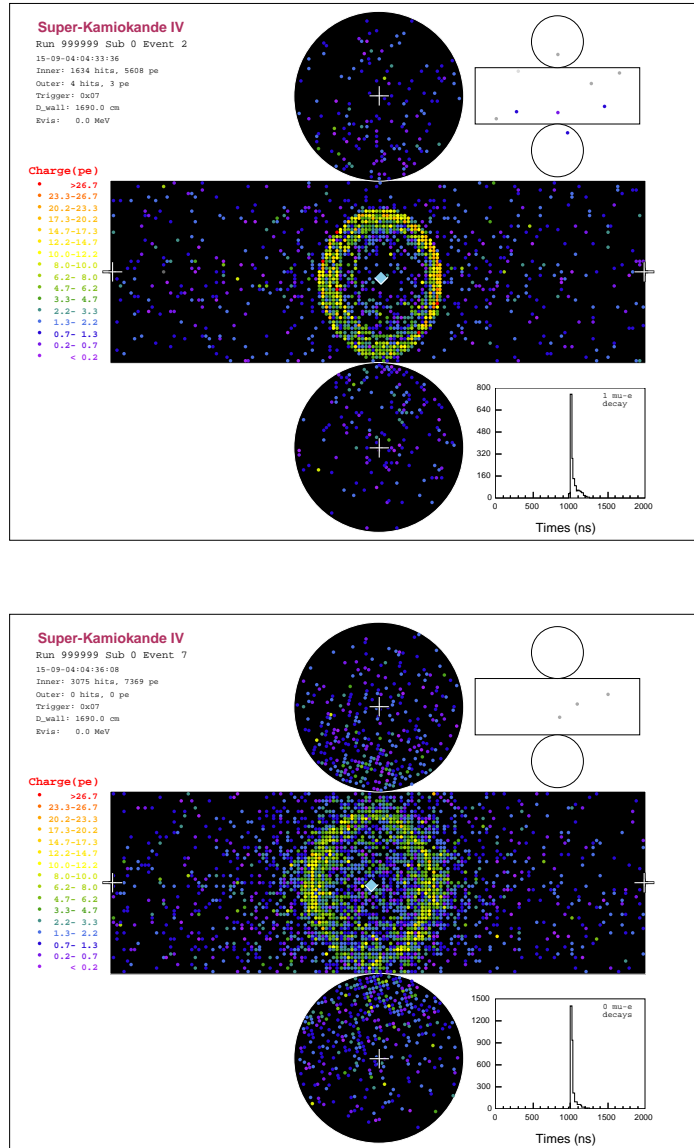 Super-Kamiokande IV
Run 999999 Sub 0 Event 2
15-09-04:04:33:36
Inner: 1634 hits, 5608 pe
Outer: 4 hits, 3 pe
Trigger: 0x07
D_wall: 1690.0 cm
Evis: 0.0 MeV
Charge(pe)
>26.7
23.3-26.7
20.2-23.3
17.3-20.2
14.7-17.3
12.2-14.7
10.0-12.2
8.0-10.0
6.2- 8.0
4.7- 6.2
3.3- 4.7
2.2- 3.3
1.3- 2.2
0.7- 1.3
0.2- 0.7
< 0.2
1 mu-e
decay
800
640
480
320
160
0
0 500 1000 1500 2000
Times (ns)
Super-Kamiokande IV
Run 999999 Sub 0 Event 7
15-09-04:04:36:08
Inner: 3075 hits, 7369 pe
Outer: 0 hits, 0 pe
Trigger: 0x07
D_wall: 1690.0 cm
Evis: 0.0 MeV
Charge(pe)
>26.7
23.3-26.7
20.2-23.3
17.3-20.2
14.7-17.3
12.2-14.7
10.0-12.2
8.0-10.0
6.2- 8.0
4.7- 6.2
3.3- 4.7
2.2- 3.3
1.3- 2.2
0.7- 1.3
0.2- 0.7
< 0.2
0 mu-e
decays
1500
1200
900
600
300
0
0 500 1000 1500 2000
Times (ns)